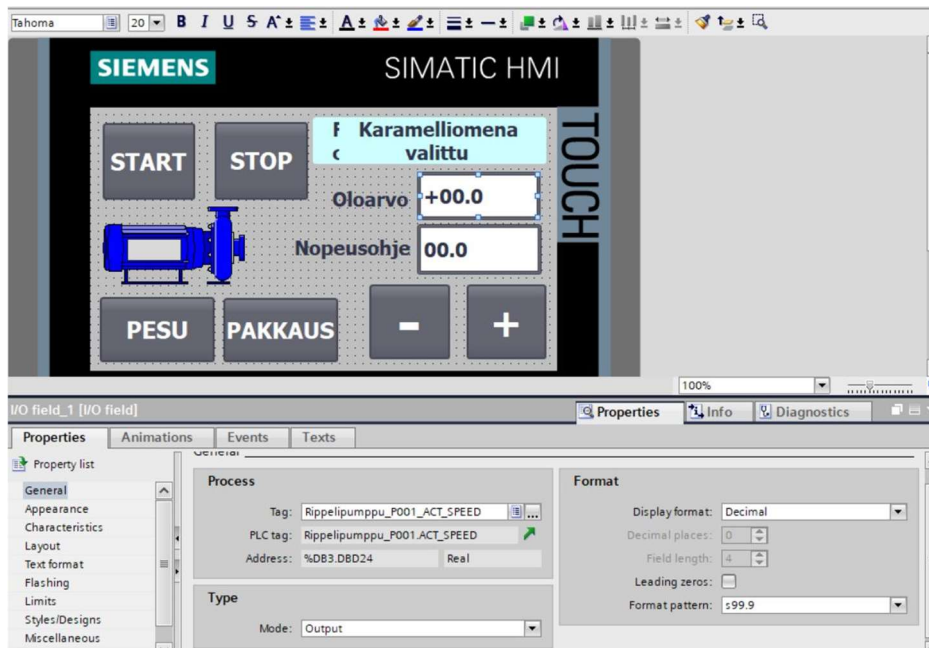 Tahoma 20 B I U S A
SIEMENS SIMATIC HMI
TOUCH
START STOP
Karamelliomena
valittu
Oloarvo +00.0
Nopeusohje 00.0
PESU PAKKAUS - +
100%
I/O field_1 [I/O field] Properties Info Diagnostics
Properties Animations Events Texts
Property list
General
Appearance
Characteristics
Layout
Text format
Flashing
Limits
Styles/Designs
Miscellaneous
General
Process
Tag: Rippelipumppu_P001_ACT_SPEED ...
PLC tag: Rippelipumppu_P001.ACT_SPEED
Address: %DB3.DBD24 Real
Type
Mode: Output
Format
Display format: Decimal
Decimal places: 0
Field length: 4
Leading zeros:
Format pattern: s99.9